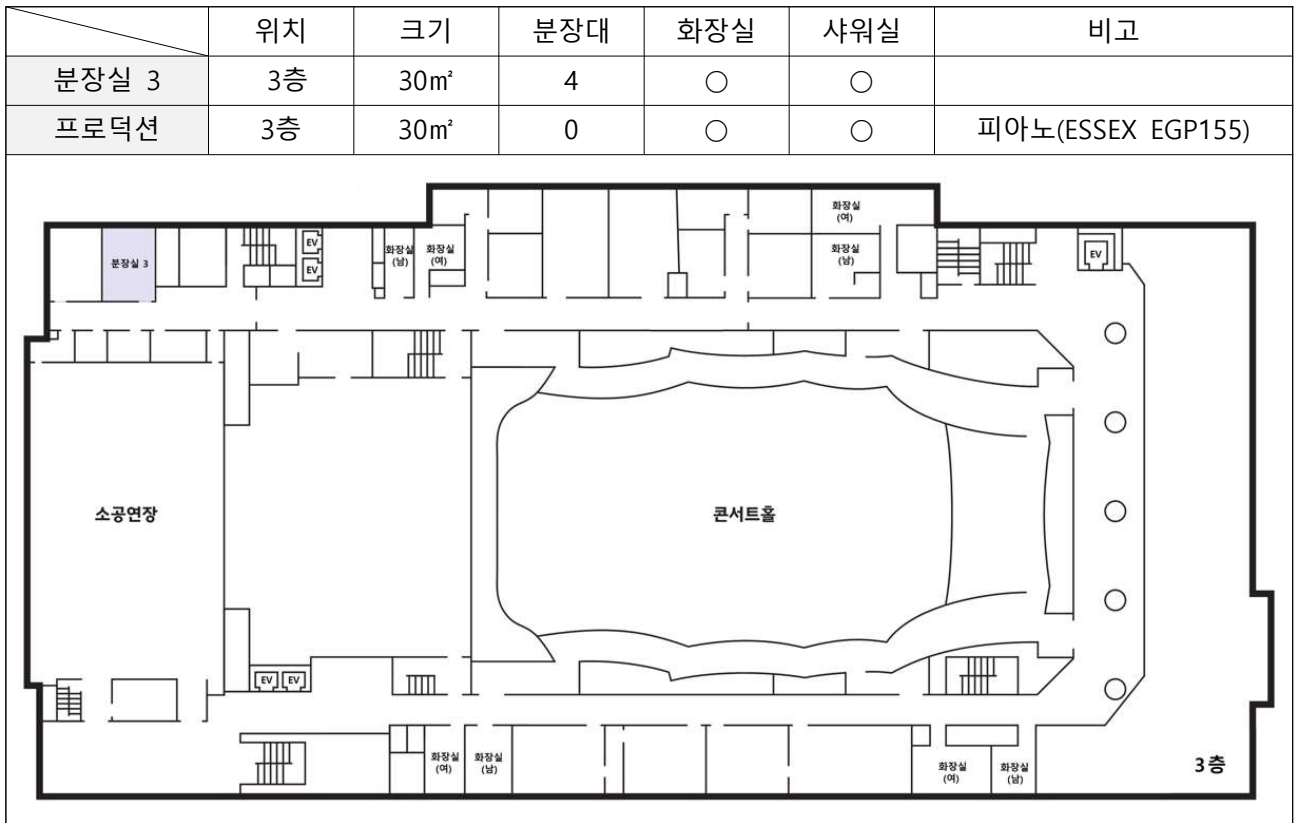 위치 크기 분장대 화장실 샤워실 비고
분장실 3 3층 30㎡ 4 ○ ○
프로덕션 3층 30㎡ 0 ○ ○ 피아노(ESSEX EGP155)
화장실
(여)
분장실 3
EV
EV
화장실
(남)
화장실
(여)
화장실
(남)
EV
소공연장
콘서트홀
EV EV
화장실
(여)
화장실
(남)
화장실
(여)
화장실
(남)
3층